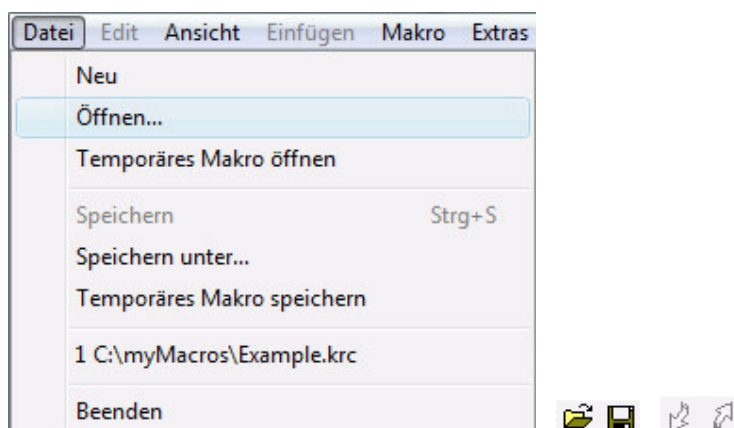 Datei Edit Ansicht Einfügen Makro Extras
Neu
Öffnen...
Temporäres Makro öffnen
Speichern Strg+S
Speichern unter...
Temporäres Makro speichern
1 C:\myMacros\Example.krc
Beenden